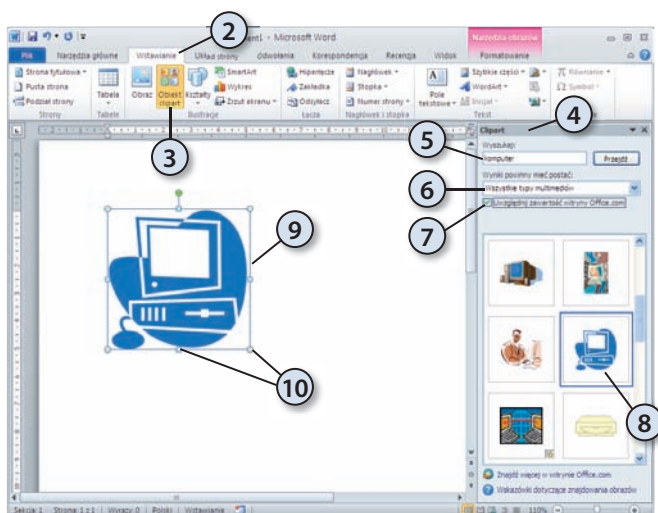 ent1 - Microsoft Word
Narzędzia obrazów
Plik Narzędzia główne Wstawianie Układ strony Odwołania Korespondencja Recenzja Widok Formatowanie
2
Strona tytułowa
Pusta strona
Podział strony
Strony
Tabela
Tabele
Obraz
Obiekt clipart
Kształty
SmartArt
Wykres
Zrzut ekranu
Ilustracje
Hiperłącze
Zakładka
Odsyłacz
Łącza
Nagłówek
Stopka
Numer strony
Nagłówek i stopka
Pole tekstowe
Szybkie części
WordArt
Inicjał
Tekst
Równanie
Symbol
3
4
Clipart
Wyszukaj:
5
komputer
Przejdź
Wyniki powinny mieć postać:
6
Wszystkie typy multimediów
7
Uwzględnij zawartość witryny Office.com
9
10
8
Znajdź więcej w witrynie Office.com
Wskazówki dotyczące znajdowania obrazów
Sekcja: 1 Strona: 1 z 1 Wyrazy: 0 Polski Wstawianie
110%